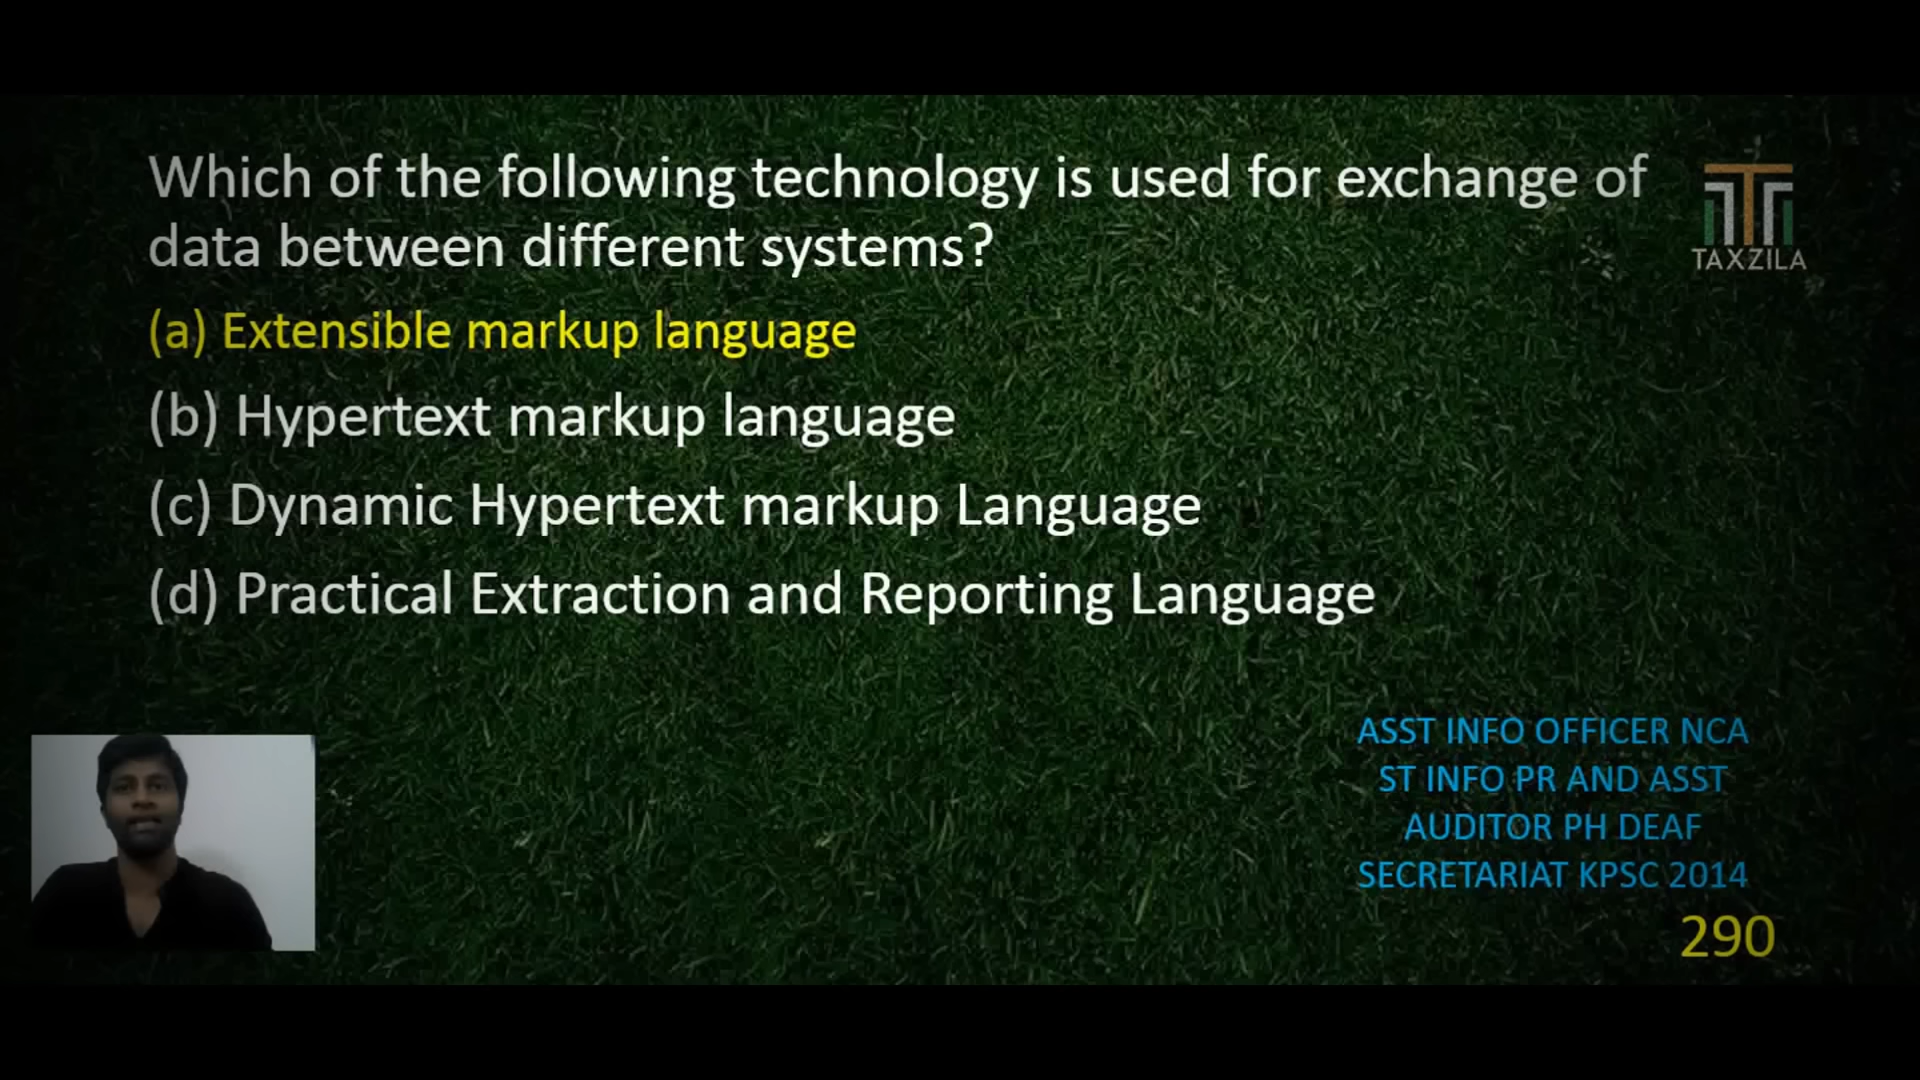 Which of the following technology is used for exchange of
data between different systems?
TAXZILA
(a) Extensible markup language
(b) Hypertext markup language
(c) Dynamic Hypertext markup Language
(d) Practical Extraction and Reporting Language
ASST INFO OFFICER NCA
ST INFO PR AND ASST
AUDITOR PH DEAF
SECRETARIAT KPSC 2014
290